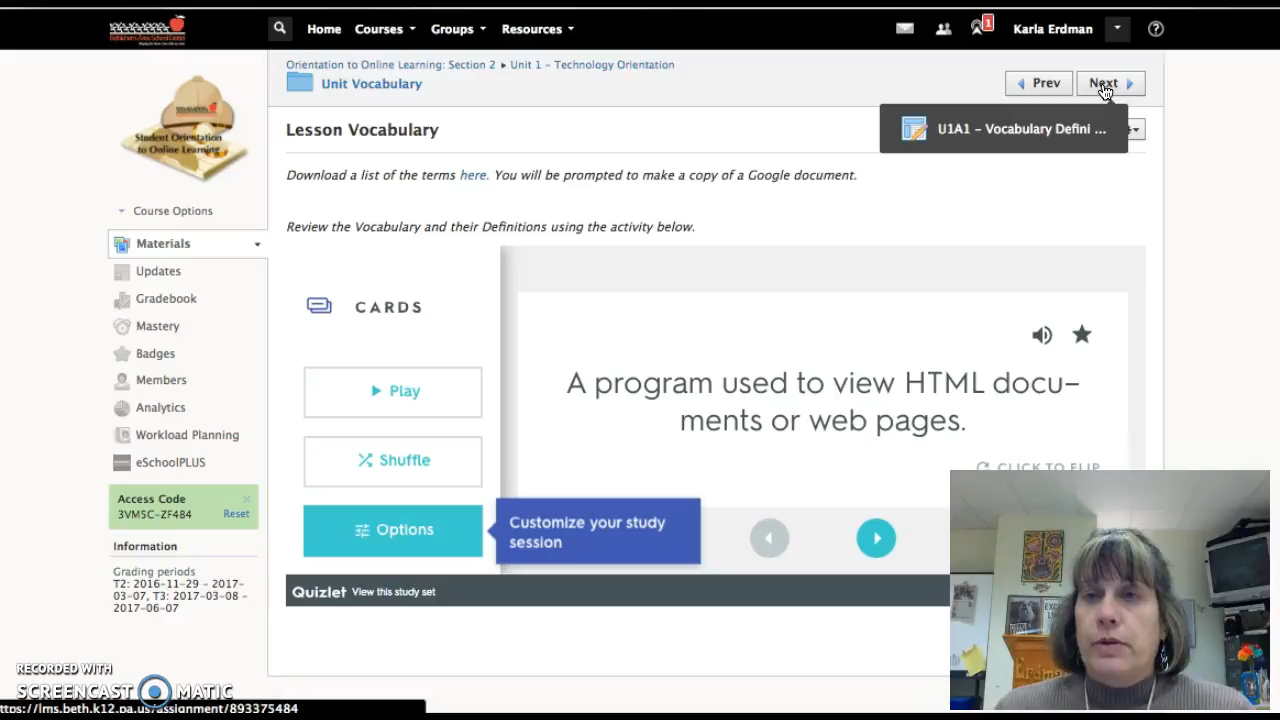 Home Courses Groups Resources 1 Karla Erdman
Orientation to Online Learning: Section 2 ▸ Unit 1 – Technology Orientation
Unit Vocabulary
Prev Next
U1A1 – Vocabulary Defini ...
Student Orientation
to Online Learning
Course Options
Materials
Updates
Gradebook
Mastery
Badges
Members
Analytics
Workload Planning
eSchoolPLUS
Access Code
3VM5C-ZF484 Reset
Information
Grading periods
T2: 2016-11-29 - 2017-
03-07, T3: 2017-03-08 -
2017-06-07
Lesson Vocabulary
Download a list of the terms here. You will be prompted to make a copy of a Google document.
Review the Vocabulary and their Definitions using the activity below.
CARDS
Play
Shuffle
Options
Customize your study
session
A program used to view HTML docu–
ments or web pages.
CLICK TO FLIP
Quizlet View this study set
RECORDED WITH
SCREENCAST MATIC
https://lms.beth.k12.pa.us/assignment/893375484